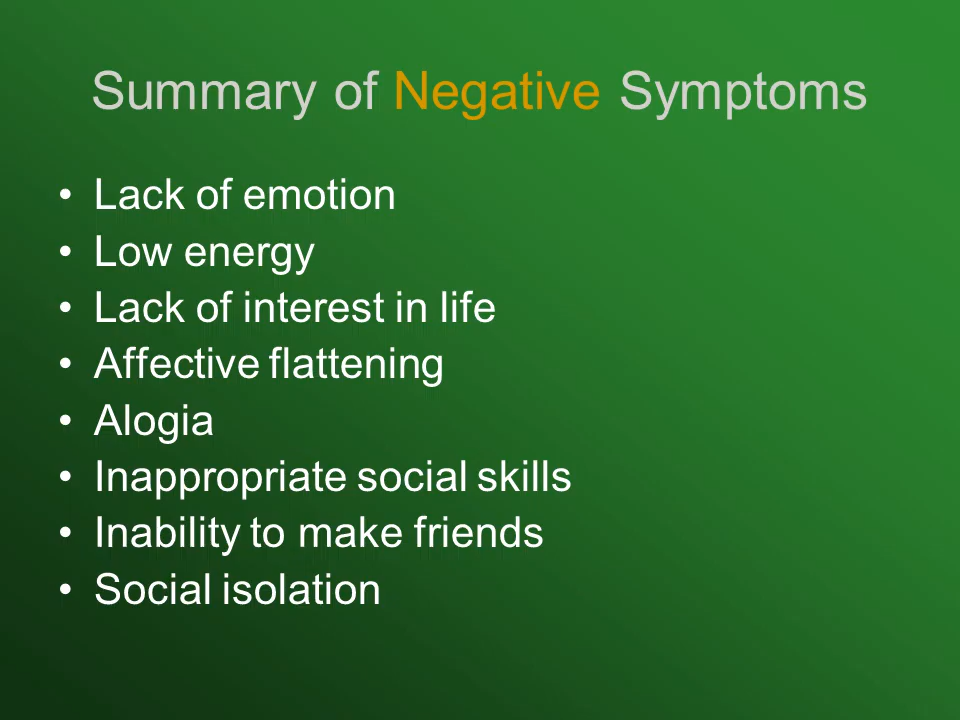 Summary of Negative Symptoms
• Lack of emotion
• Low energy
• Lack of interest in life
• Affective flattening
• Alogia
• Inappropriate social skills
• Inability to make friends
• Social isolation